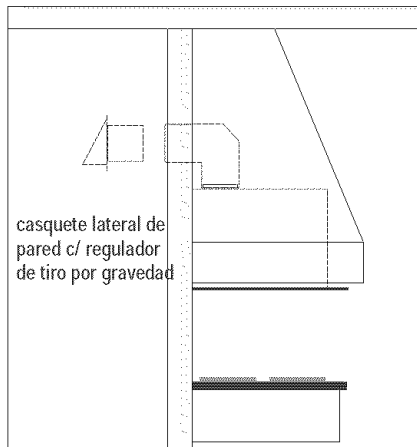 casquete lateral de
pared c/ regulador
de tiro por gravedad